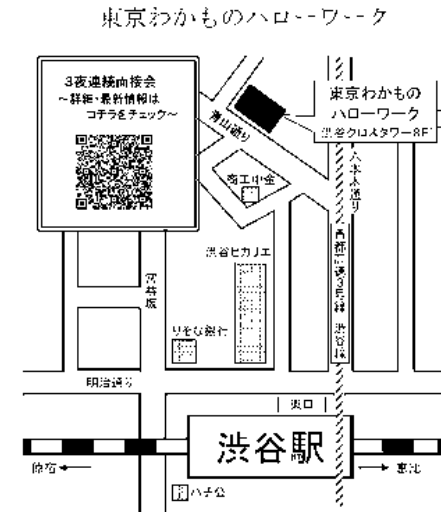 東京わかものハローワーク
3夜連続面接会
～詳細・最新情報は
コチラをチェック～
東京わかもの
ハローワーク
渋谷クロスタワー8F
青山通り
六本木通り
商工中金
渋谷ヒカリエ
首都高速3号線 渋谷線
宮益坂
りそな銀行
明治通り
東口
渋谷駅
原宿
恵比
ハチ公